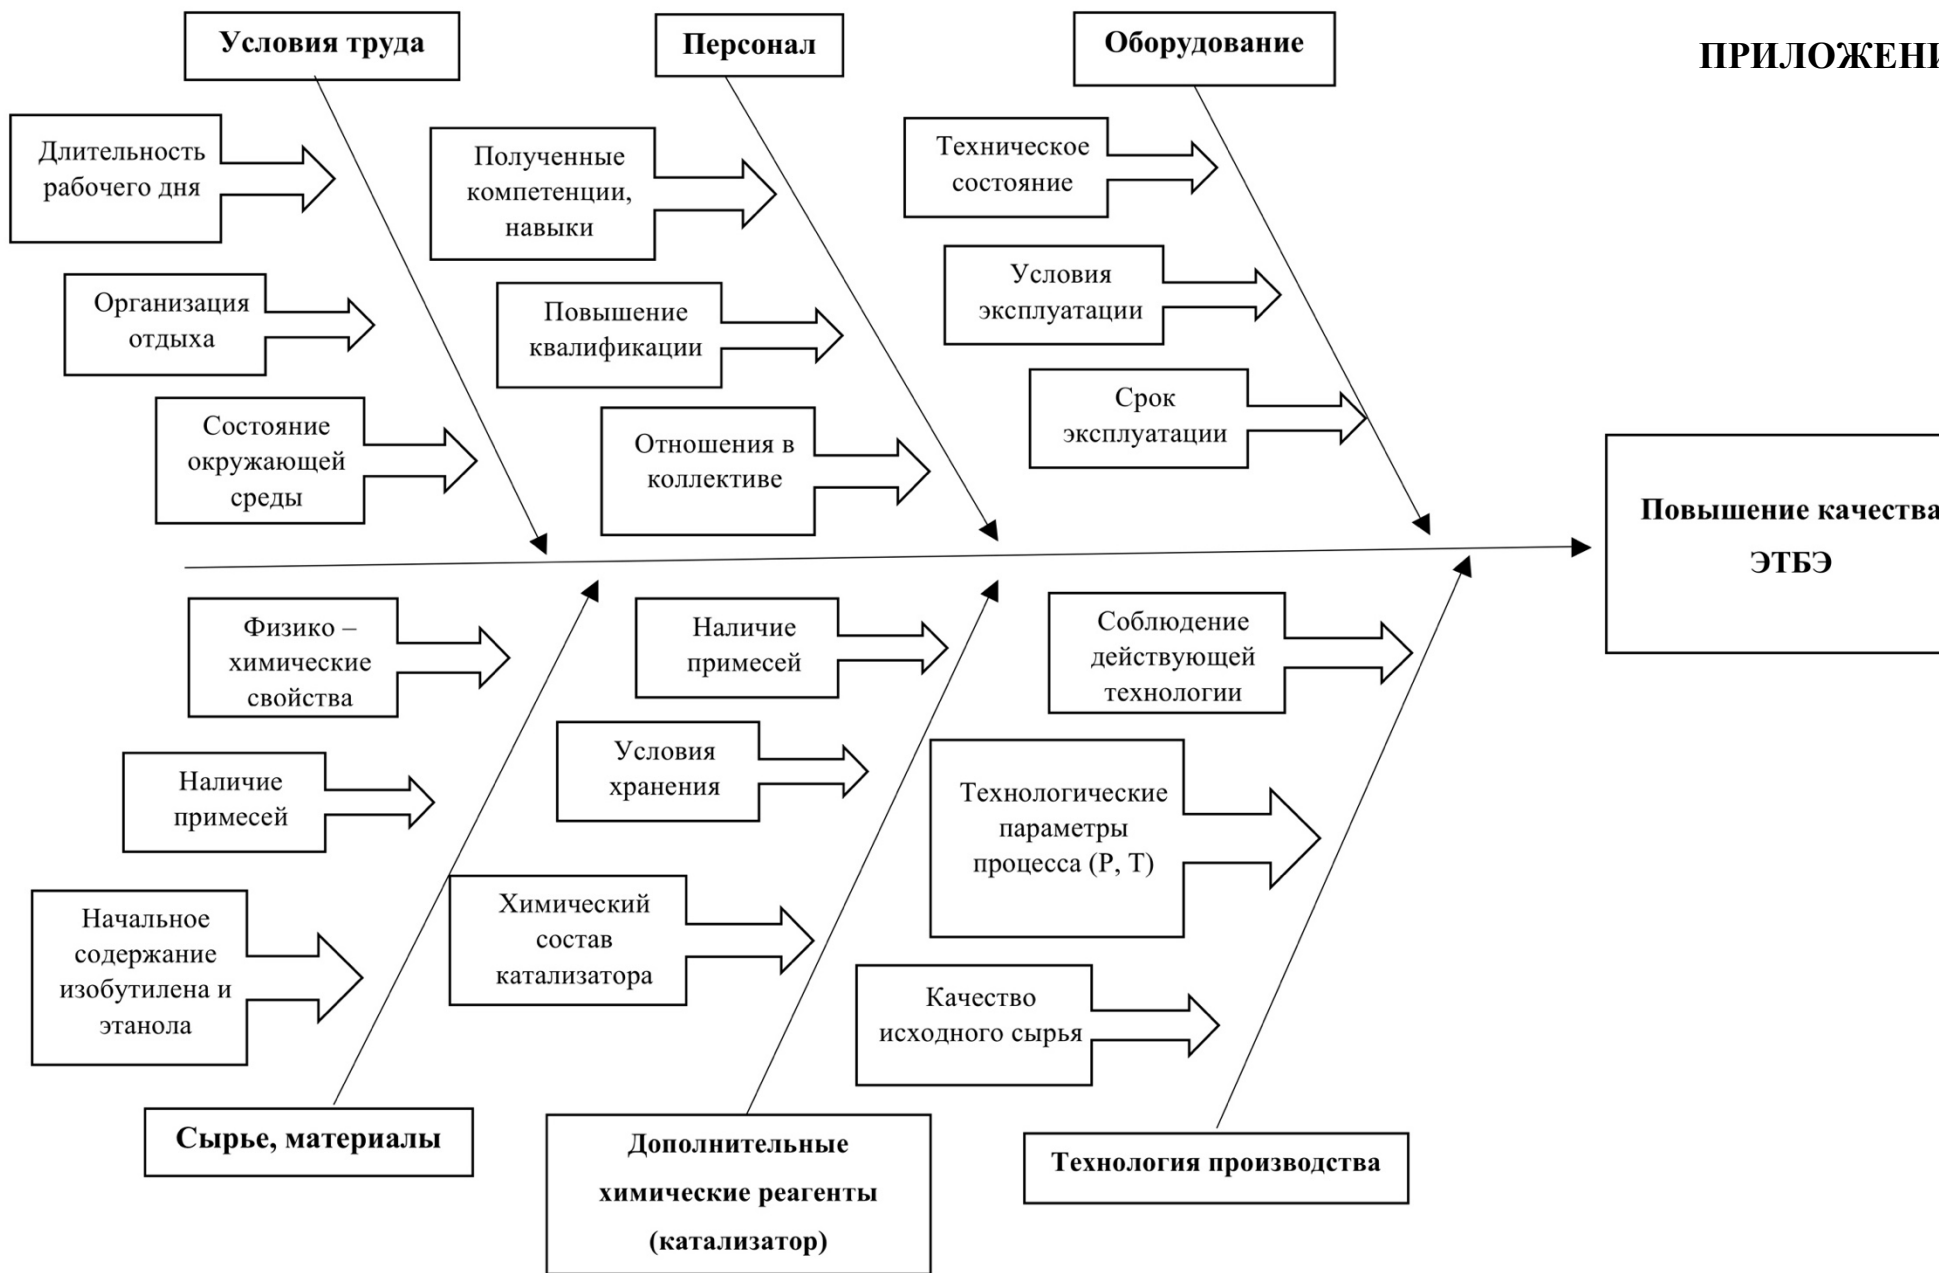 Условия труда
Персонал
Оборудование
Длительность
рабочего дня
Полученные
компетенции,
навыки
Техническое
состояние
Организация
отдыха
Повышение
квалификации
Условия
эксплуатации
Состояние
окружающей
среды
Отношения в
коллективе
Срок
эксплуатации
Повышение качества
ЭТБЭ
Физико –
химические
свойства
Наличие
примесей
Соблюдение
действующей
технологии
Наличие
примесей
Условия
хранения
Технологические
параметры
процесса (Р, Т)
Начальное
содержание
изобутилена и
этанола
Химический
состав
катализатора
Качество
исходного сырья
Сырье, материалы
Дополнительные
химические реагенты
(катализатор)
Технология производства